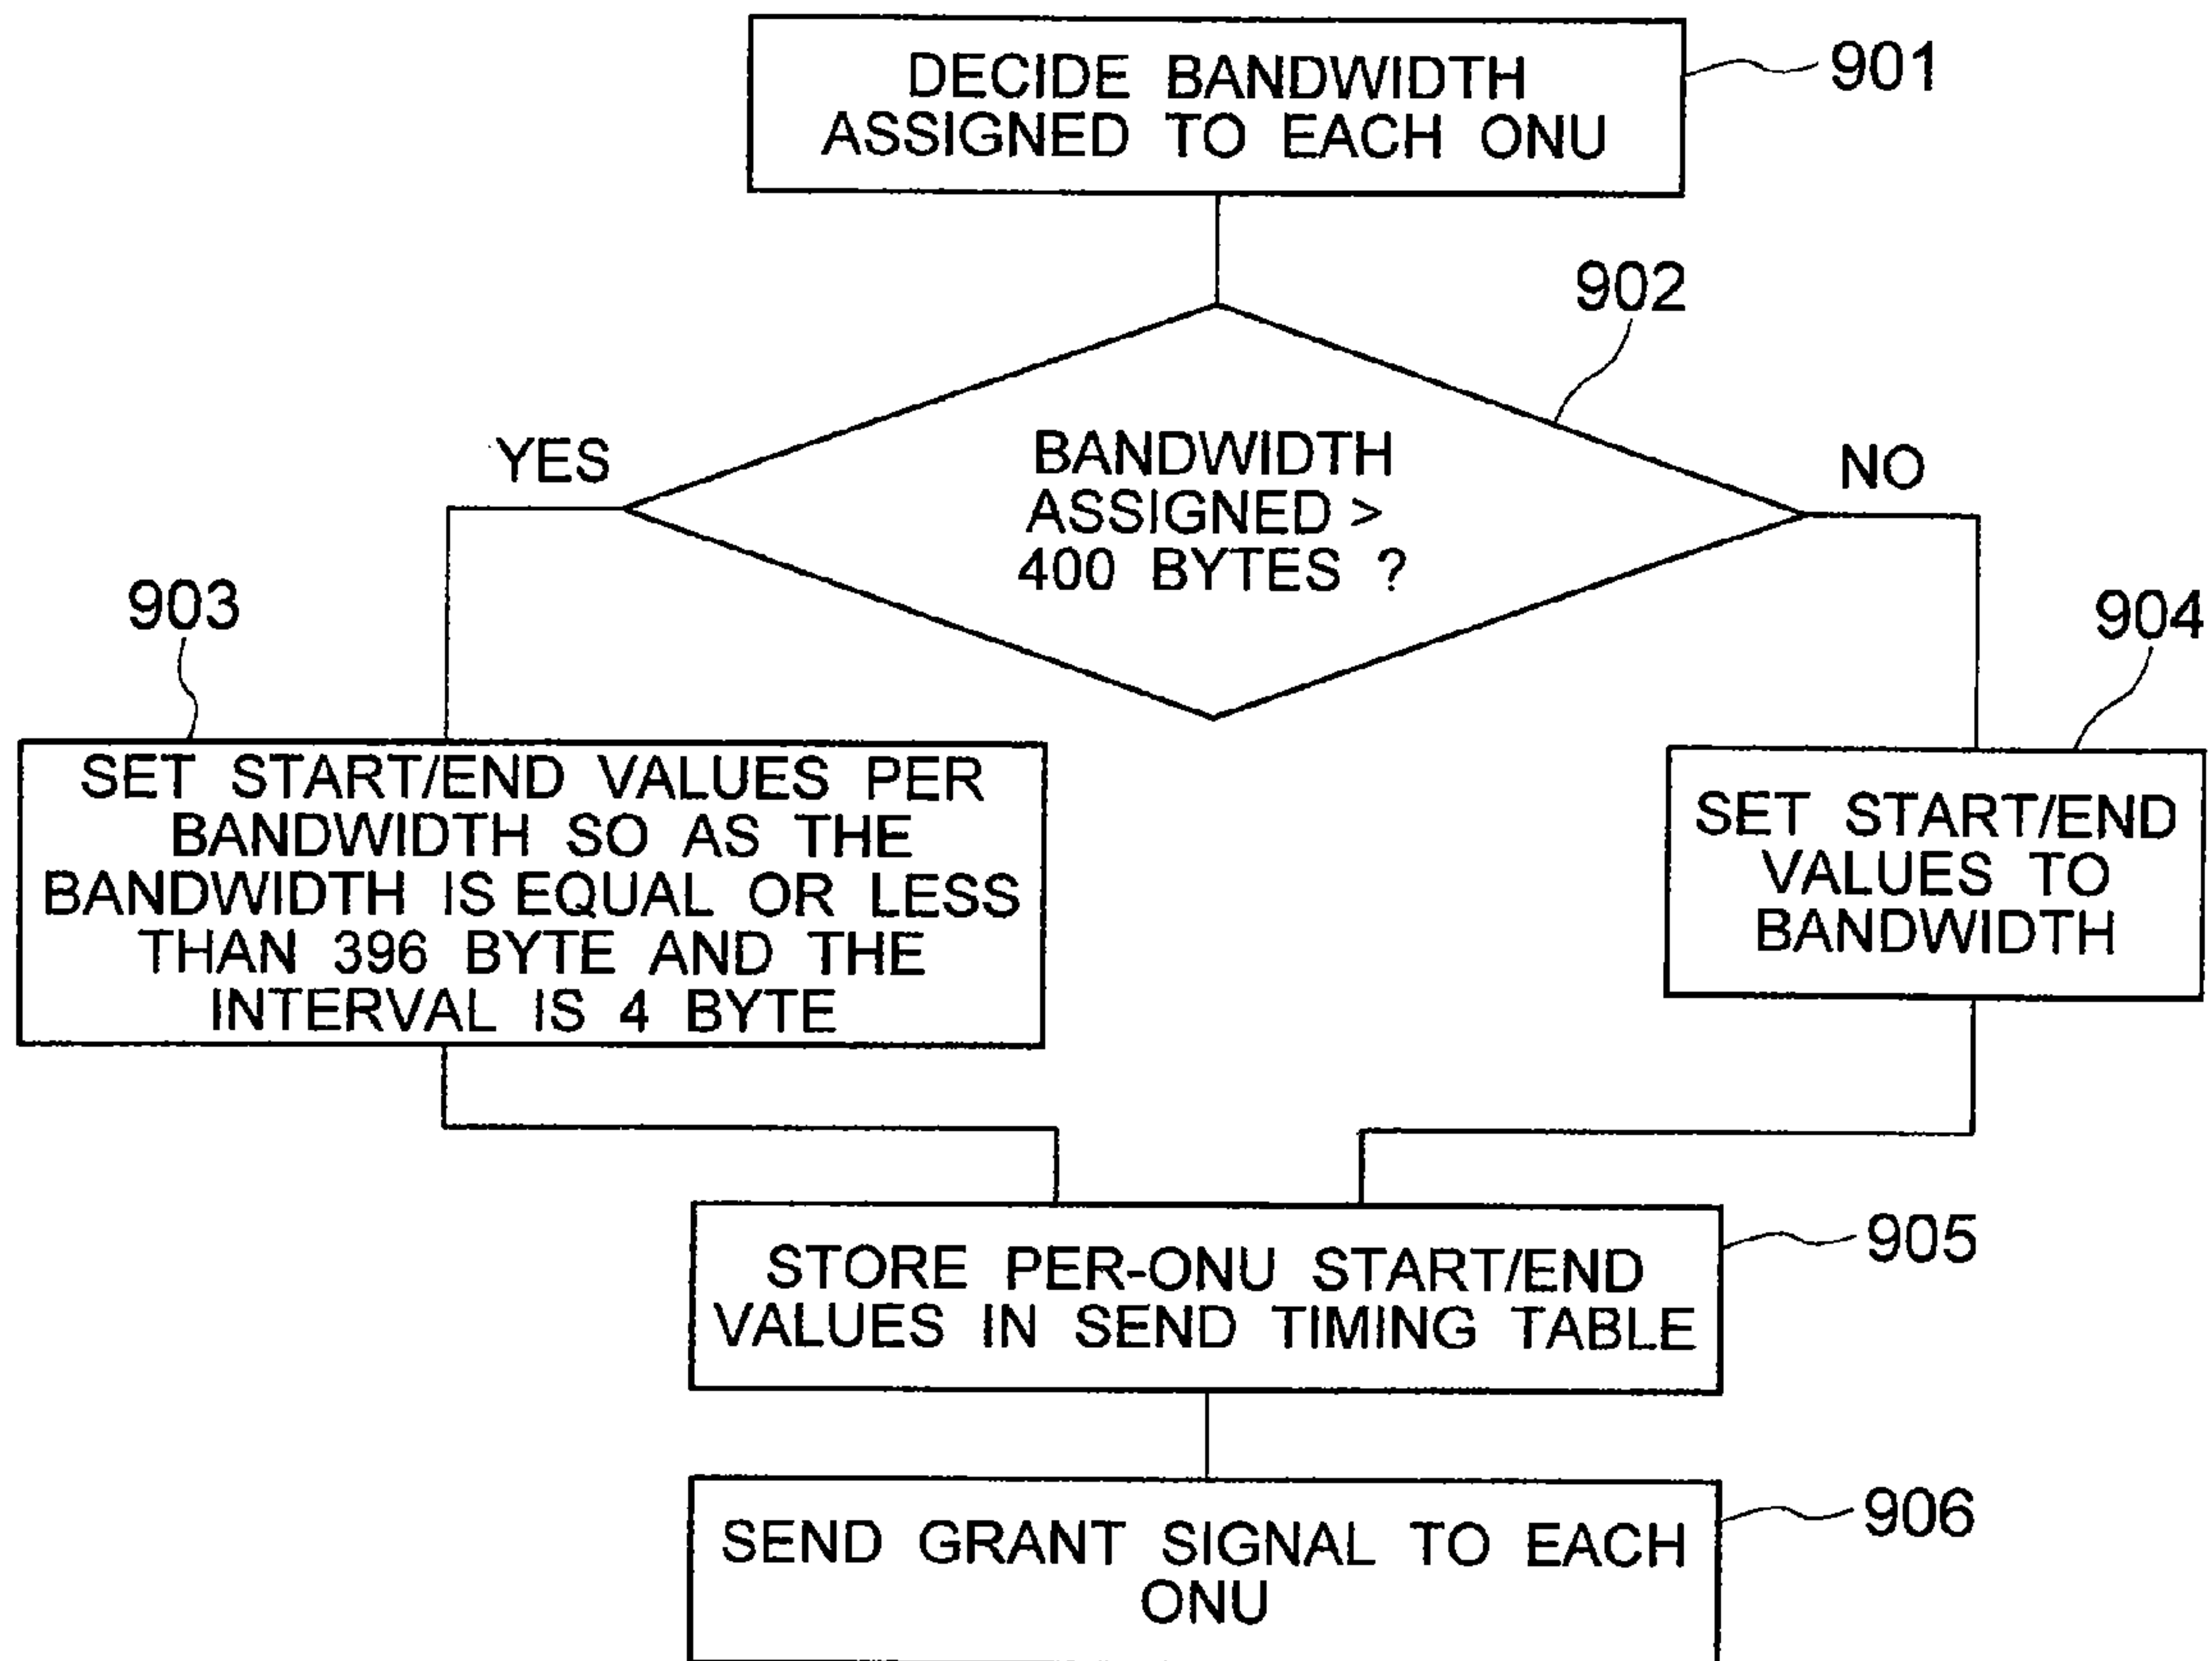 DECIDE BANDWIDTH
ASSIGNED TO EACH ONU
901
902
BANDWIDTH
ASSIGNED >
400 BYTES ?
YES
NO
903
904
SET START/END VALUES PER
BANDWIDTH SO AS THE
BANDWIDTH IS EQUAL OR LESS
THAN 396 BYTE AND THE
INTERVAL IS 4 BYTE
SET START/END
VALUES TO
BANDWIDTH
STORE PER-ONU START/END
VALUES IN SEND TIMING TABLE
905
SEND GRANT SIGNAL TO EACH
ONU
906